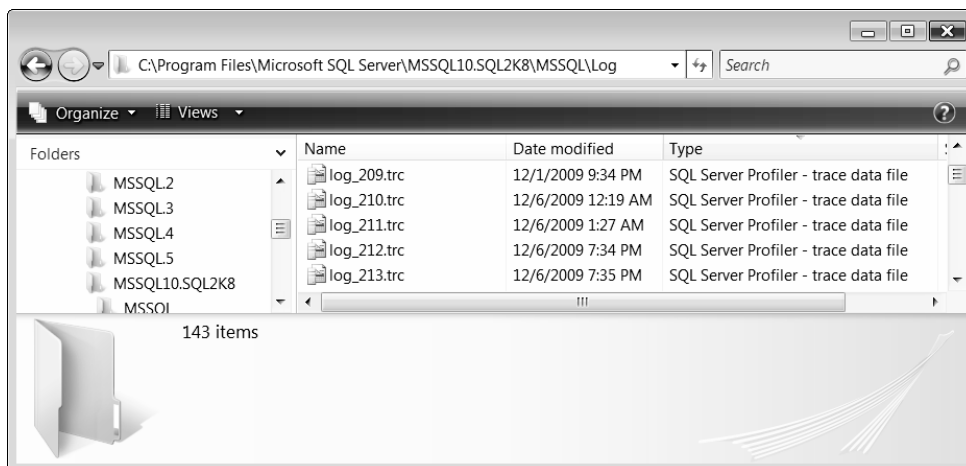 C:\Program Files\Microsoft SQL Server\MSSQL10.SQL2K8\MSSQL\Log
Search
Organize Views
Folders
MSSQL.2
MSSQL.3
MSSQL.4
MSSQL.5
MSSQL10.SQL2K8
MSSQL
Name Date modified Type
log_209.trc 12/1/2009 9:34 PM SQL Server Profiler - trace data file
log_210.trc 12/6/2009 12:19 AM SQL Server Profiler - trace data file
log_211.trc 12/6/2009 1:27 AM SQL Server Profiler - trace data file
log_212.trc 12/6/2009 7:34 PM SQL Server Profiler - trace data file
log_213.trc 12/6/2009 7:35 PM SQL Server Profiler - trace data file
143 items